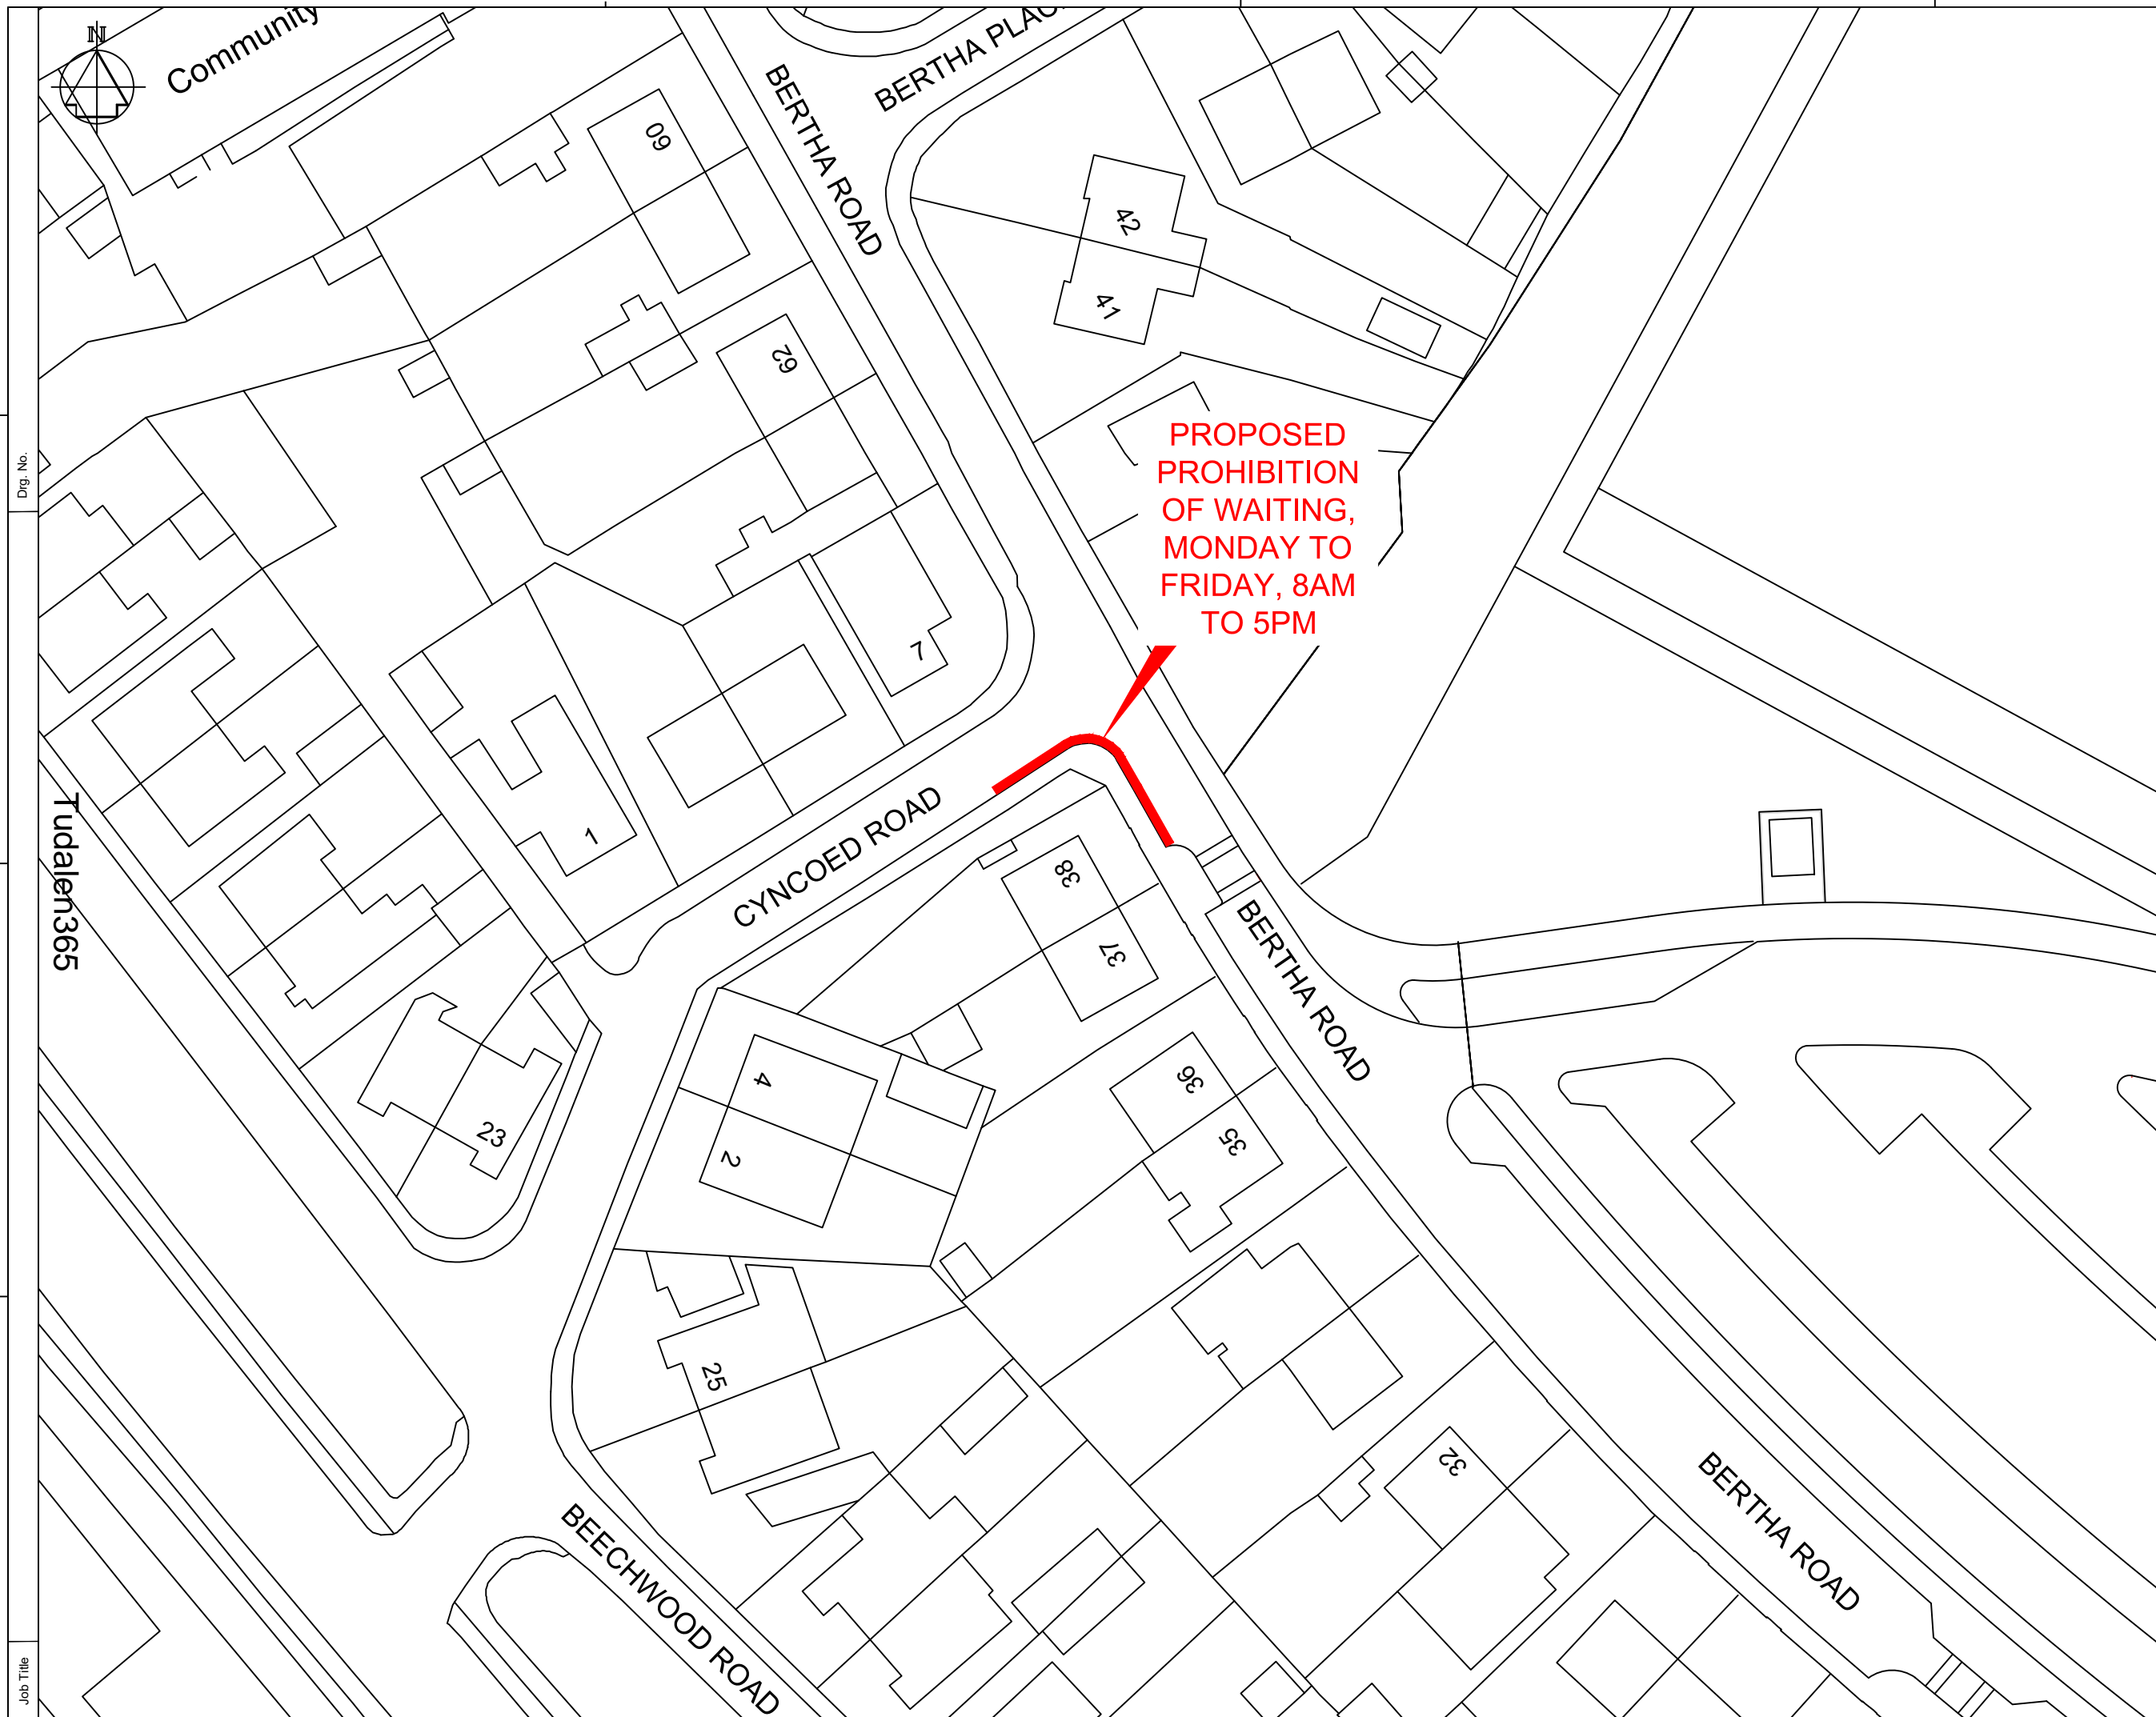 N
Community
BERTHA PLAC
BERTHA ROAD
60
42
41
62
Drg. No.
PROPOSED
PROHIBITION
OF WAITING,
MONDAY TO
FRIDAY, 8AM
TO 5PM
7
1
Tudalen365
CYNCOED ROAD
38
37
BERTHA ROAD
36
35
4
2
23
25
32
BERTHA ROAD
BEECHWOOD ROAD
Job Title